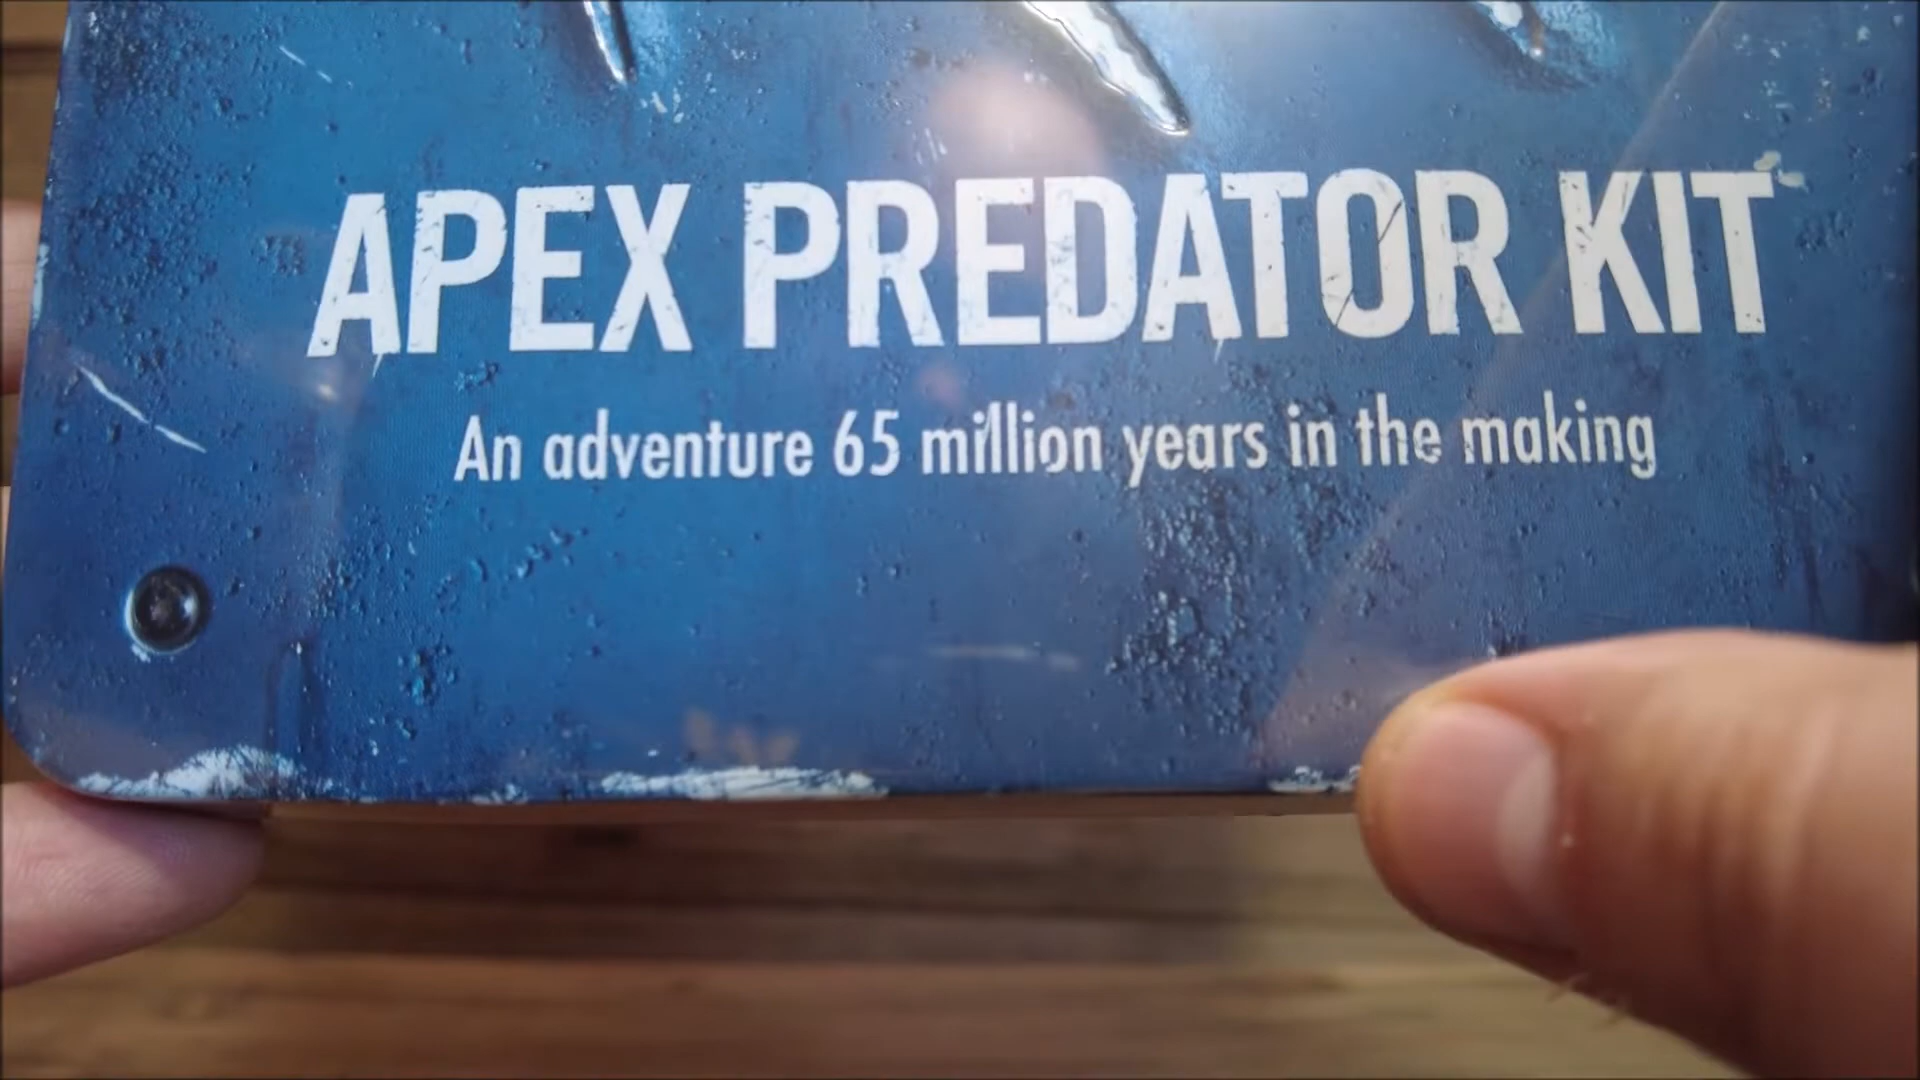 APEX PREDATOR KIT
An adventure 65 million years in the making